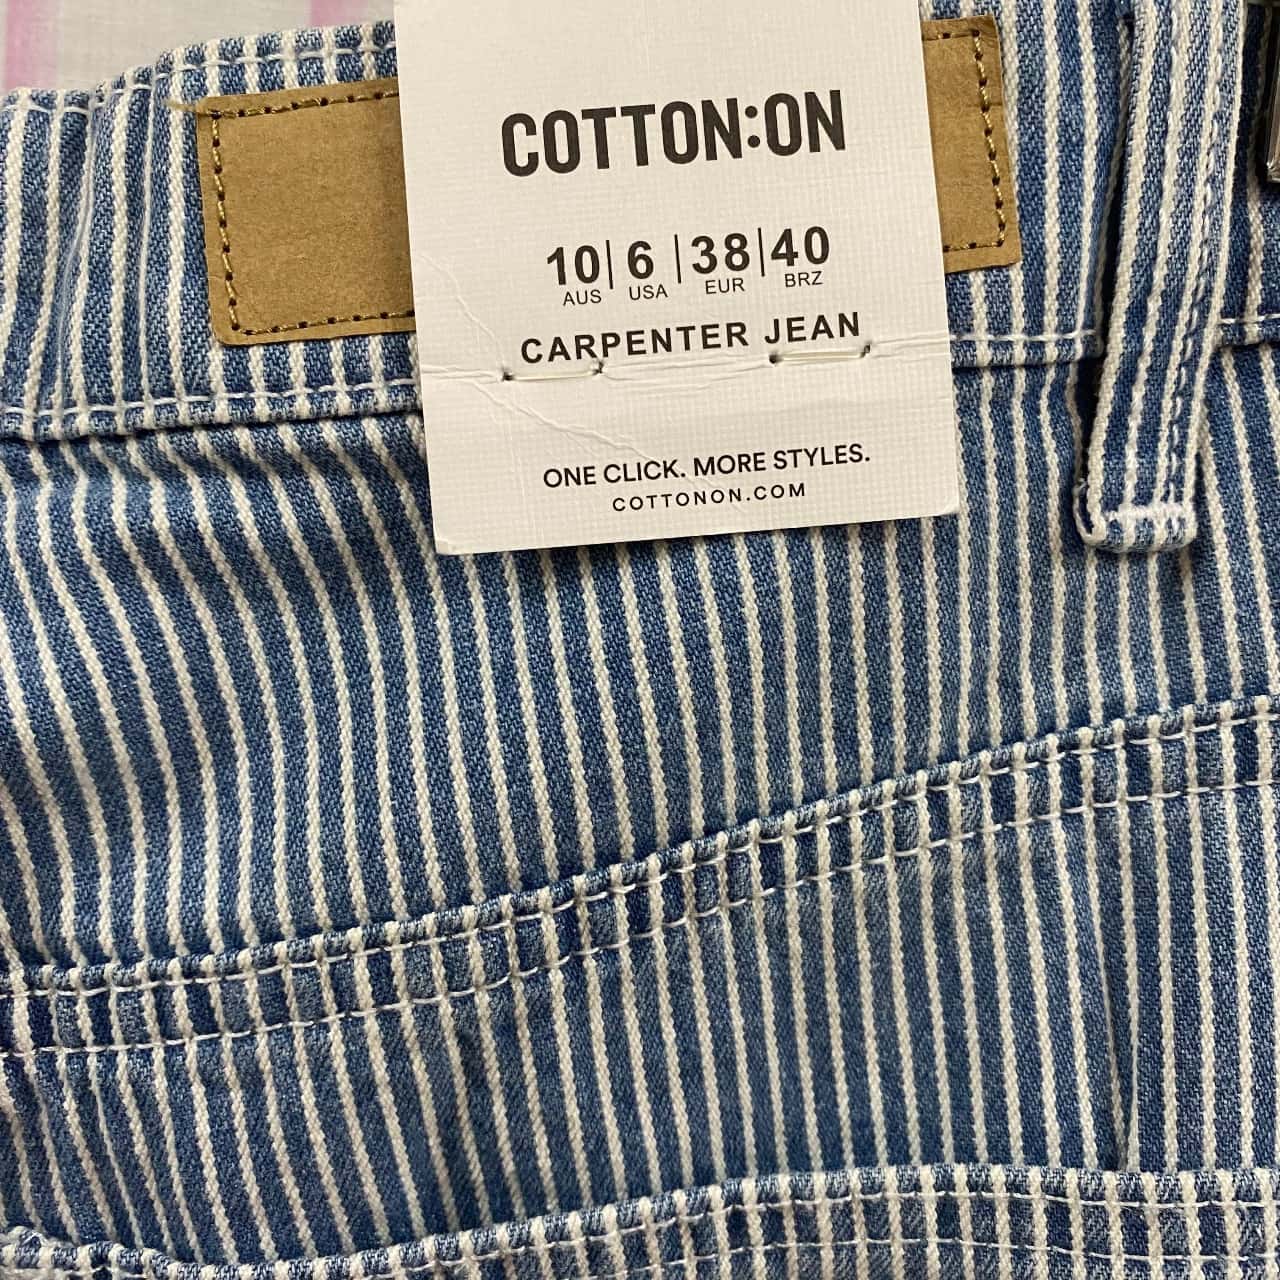 COTTON:ON
10| 6 |38|40
AUS USA EUR BRZ
CARPENTER JEAN
ONE CLICK. MORE STYLES.
COTTONON.COM